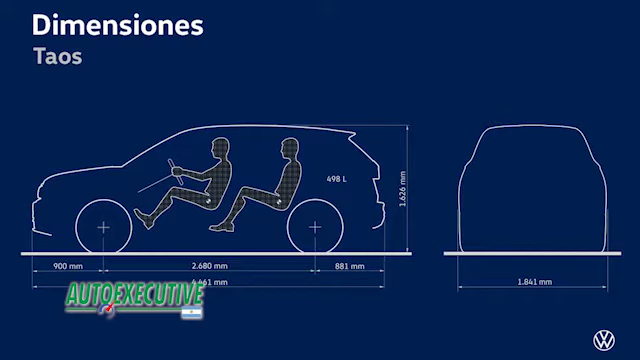 Dimensiones
Taos
498 L
1.626 mm
900 mm
2.680 mm
881 mm
AUTOEXECUTIVE
1.841 mm